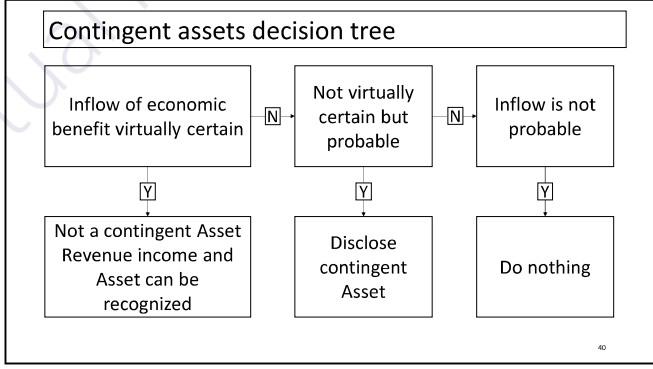 Contingent assets decision tree
Inflow of economic
benefit virtually certain
N
Not virtually
certain but
probable
N
Inflow is not
probable
Y
Y
Y
Not a contingent Asset
Revenue income and
Asset can be
recognized
Disclose
contingent
Asset
Do nothing
40